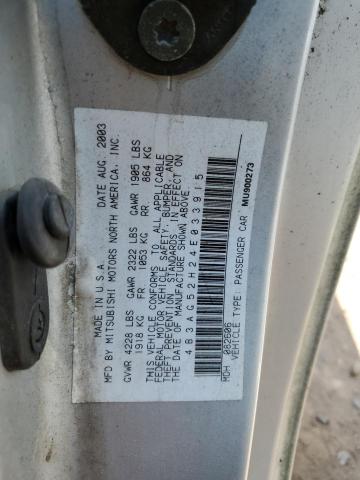 MADE IN U.S.A. DATE AUG. 2003
MFD BY MITSUBISHI MOTORS NORTH AMERICA, INC.
GVWR 4228 LBS GAWR 2322 LBS GAWR 1905 LBS
1918 KG FR 1053 KG RR 864 KG
THIS VEHICLE CONFORMS TO ALL APPLICABLE
FEDERAL MOTOR VEHICLE SAFETY, BUMPER, AND
THEFT PREVENTION STANDARDS IN EFFECT ON
THE DATE OF MANUFACTURE SHOWN ABOVE.
4B3AG52H24E033915
MDH 082606
VEHICLE TYPE: PASSENGER CAR MU900273